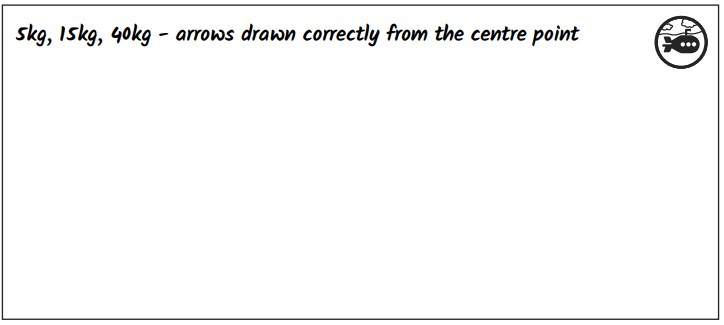 5kg, 15kg, 40kg - arrows drawn correctly from the centre point